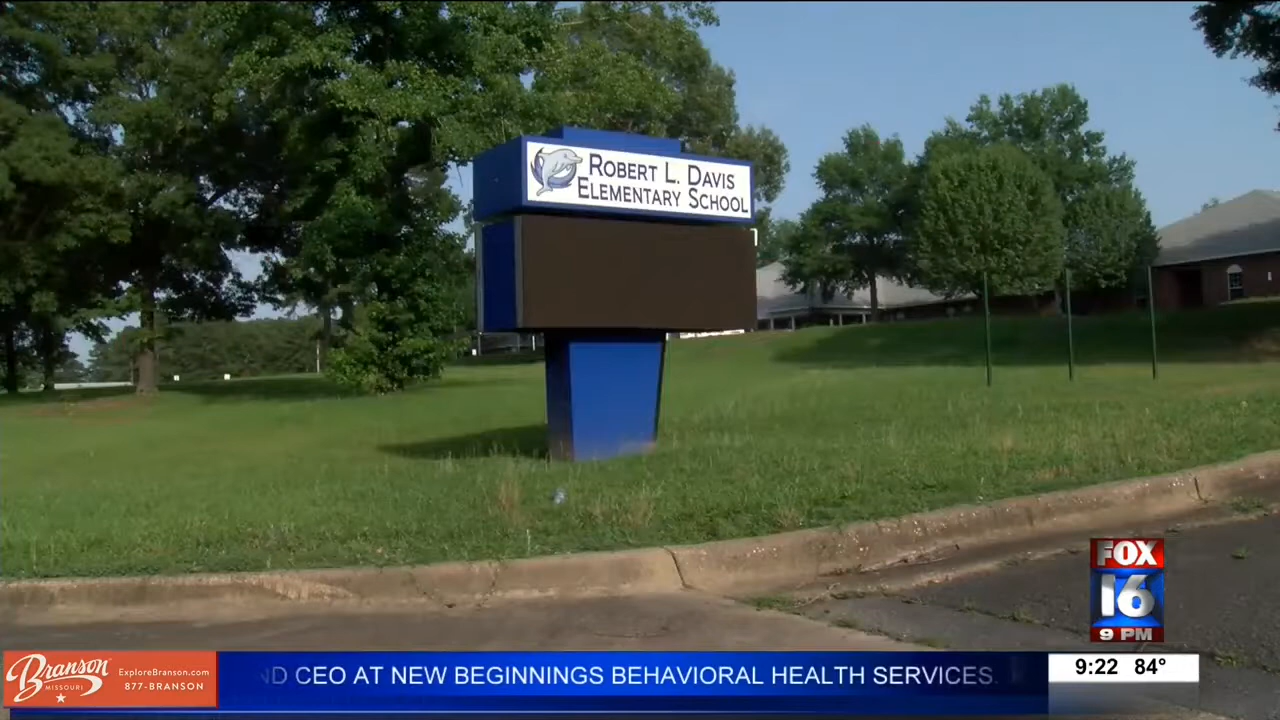 ROBERT L. DAVIS
ELEMENTARY SCHOOL
FOX
16
9 PM
Branson
MISSOURI
ExploreBranson.com
877-BRANSON
CEO AT NEW BEGINNINGS BEHAVIORAL HEALTH SERVICES.
9:22 84°